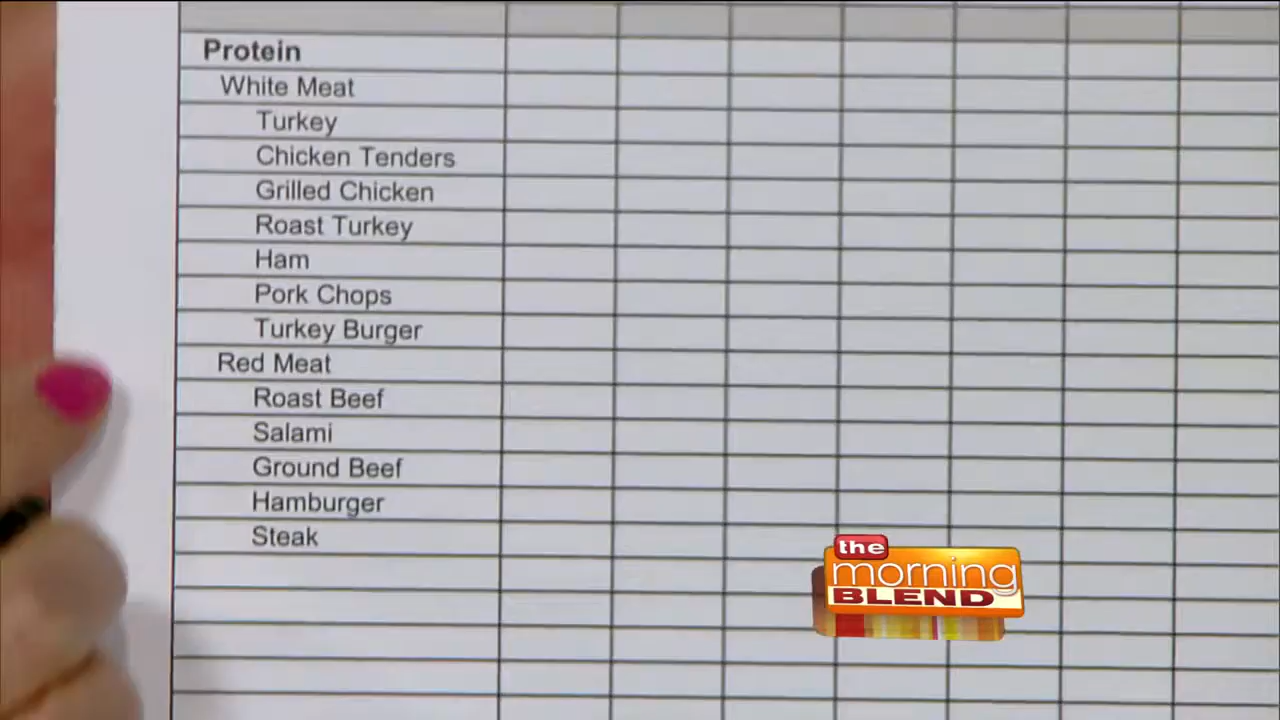 Protein
White Meat
Turkey
Chicken Tenders
Grilled Chicken
Roast Turkey
Ham
Pork Chops
Turkey Burger
Red Meat
Roast Beef
Salami
Ground Beef
Hamburger
Steak
the
morning
BLEND